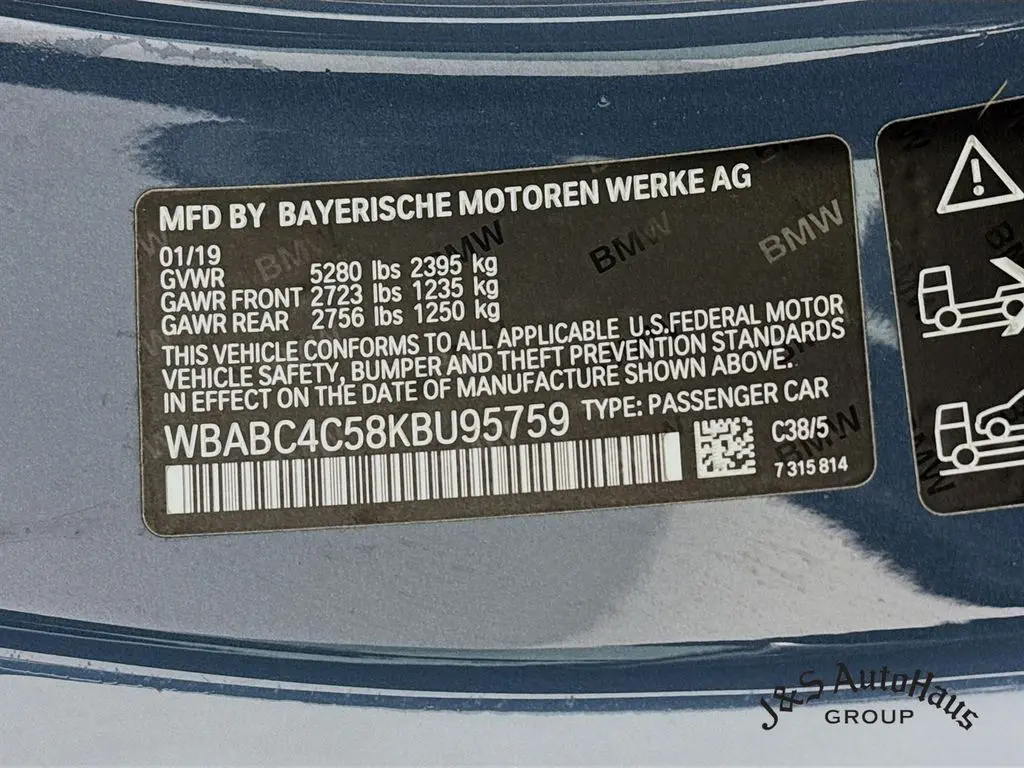 MFD BY BAYERISCHE MOTOREN WERKE AG
01/19
GVWR 5280 lbs 2395 kg
GAWR FRONT 2723 lbs 1235 kg
GAWR REAR 2756 lbs 1250 kg
THIS VEHICLE CONFORMS TO ALL APPLICABLE U.S.FEDERAL MOTOR
VEHICLE SAFETY, BUMPER AND THEFT PREVENTION STANDARDS
IN EFFECT ON THE DATE OF MANUFACTURE SHOWN ABOVE.
WBABC4C58KBU95759 TYPE: PASSENGER CAR
C38/5
7 315 814
BMW
BMW
BMW
BMW
J&S AutoHaus
GROUP